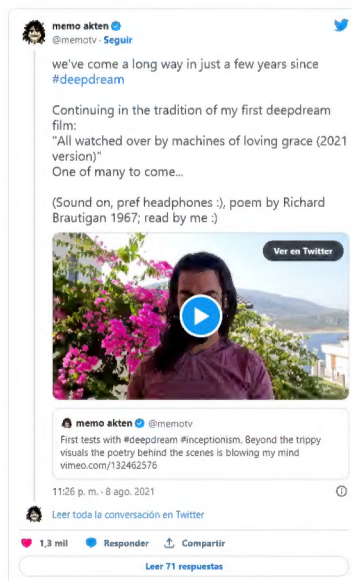 memo akten
@memotv · Seguir
we've come a long way in just a few years since
#deepdream
Continuing in the tradition of my first deepdream
film:
"All watched over by machines of loving grace (2021
version)"
One of many to come...
(Sound on, pref headphones :), poem by Richard
Brautigan 1967; read by me :)
Ver en Twitter
memo akten @memotv
First tests with #deepdream #inceptionism. Beyond the trippy
visuals the poetry behind the scenes is blowing my mind
vimeo.com/132462576
11:26 p. m. · 8 ago. 2021
Leer toda la conversación en Twitter
1,3 mil Responder Compartir
Leer 71 respuestas